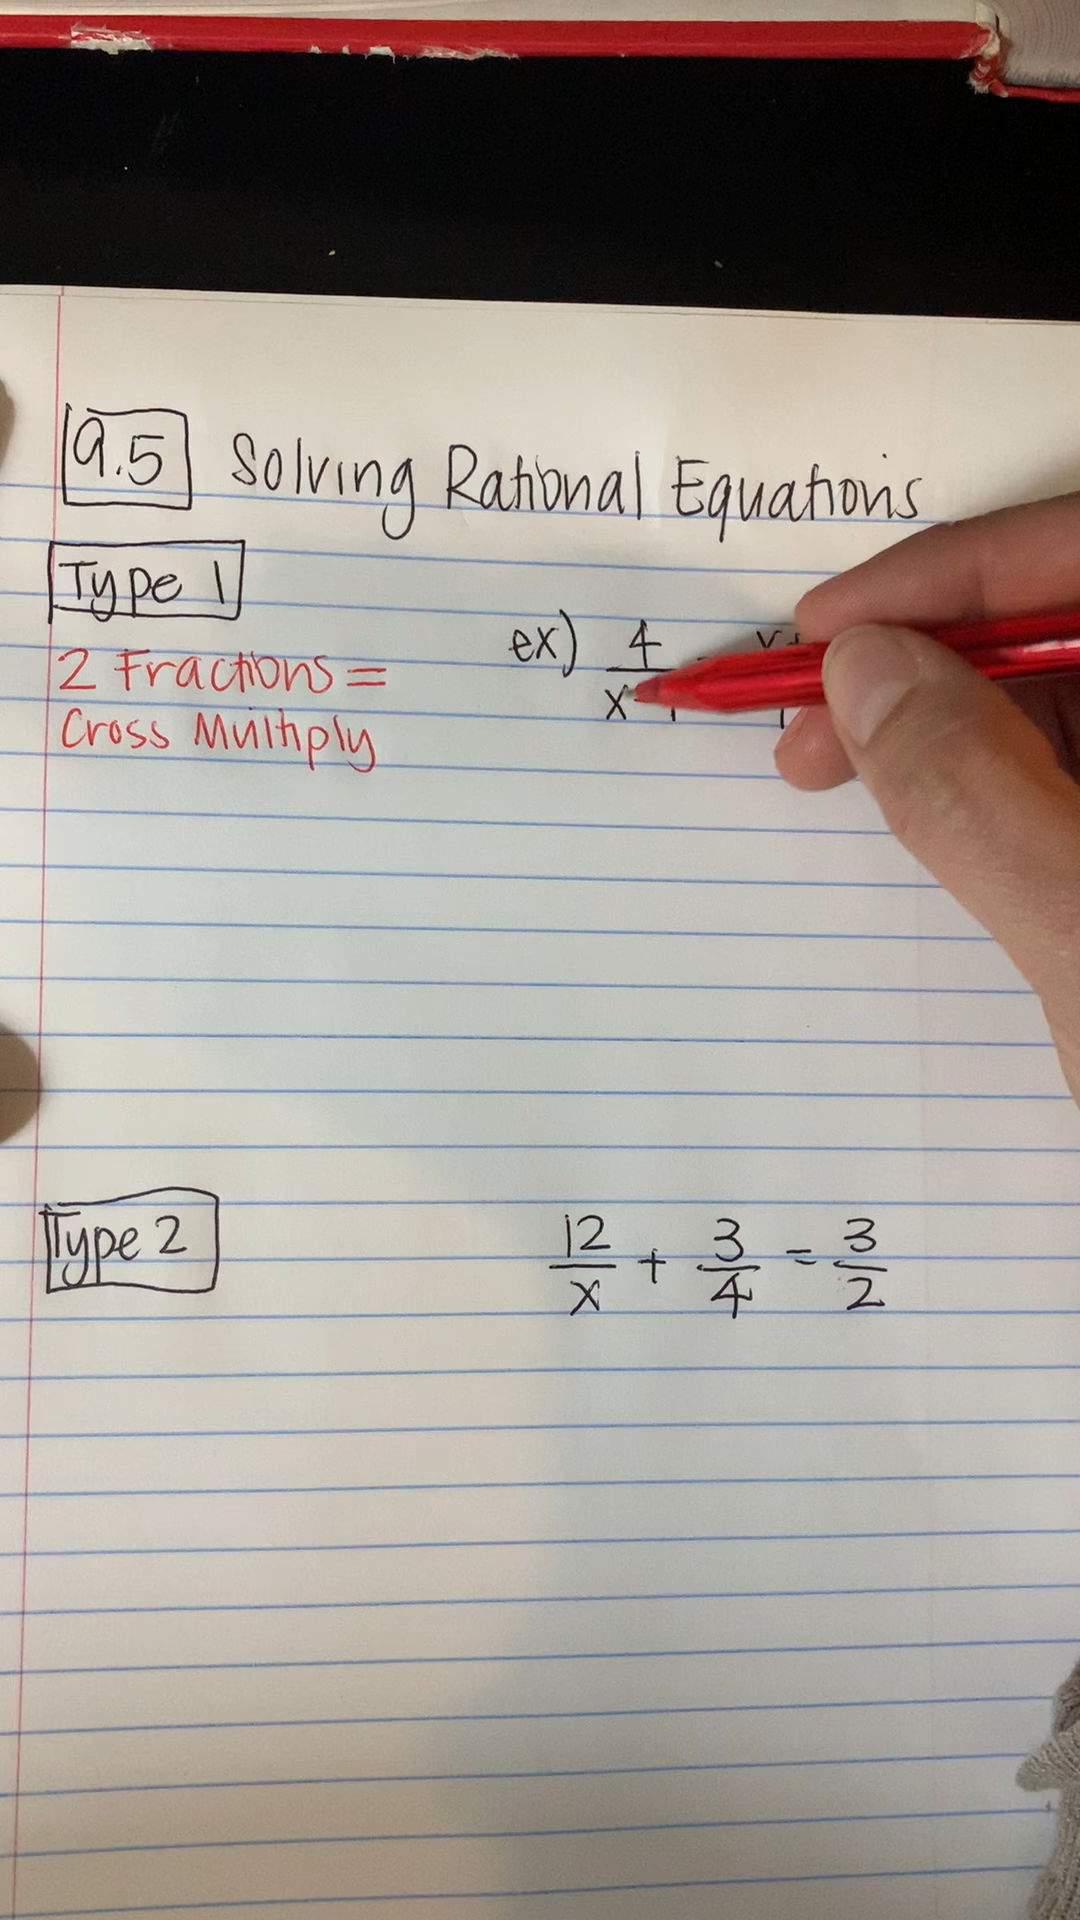 9.5 Solving Rational Equations
Type 1
ex) 4
2 Fractions =
x
Cross Multiply
Type 2
12/x + 3/4 = 3/2